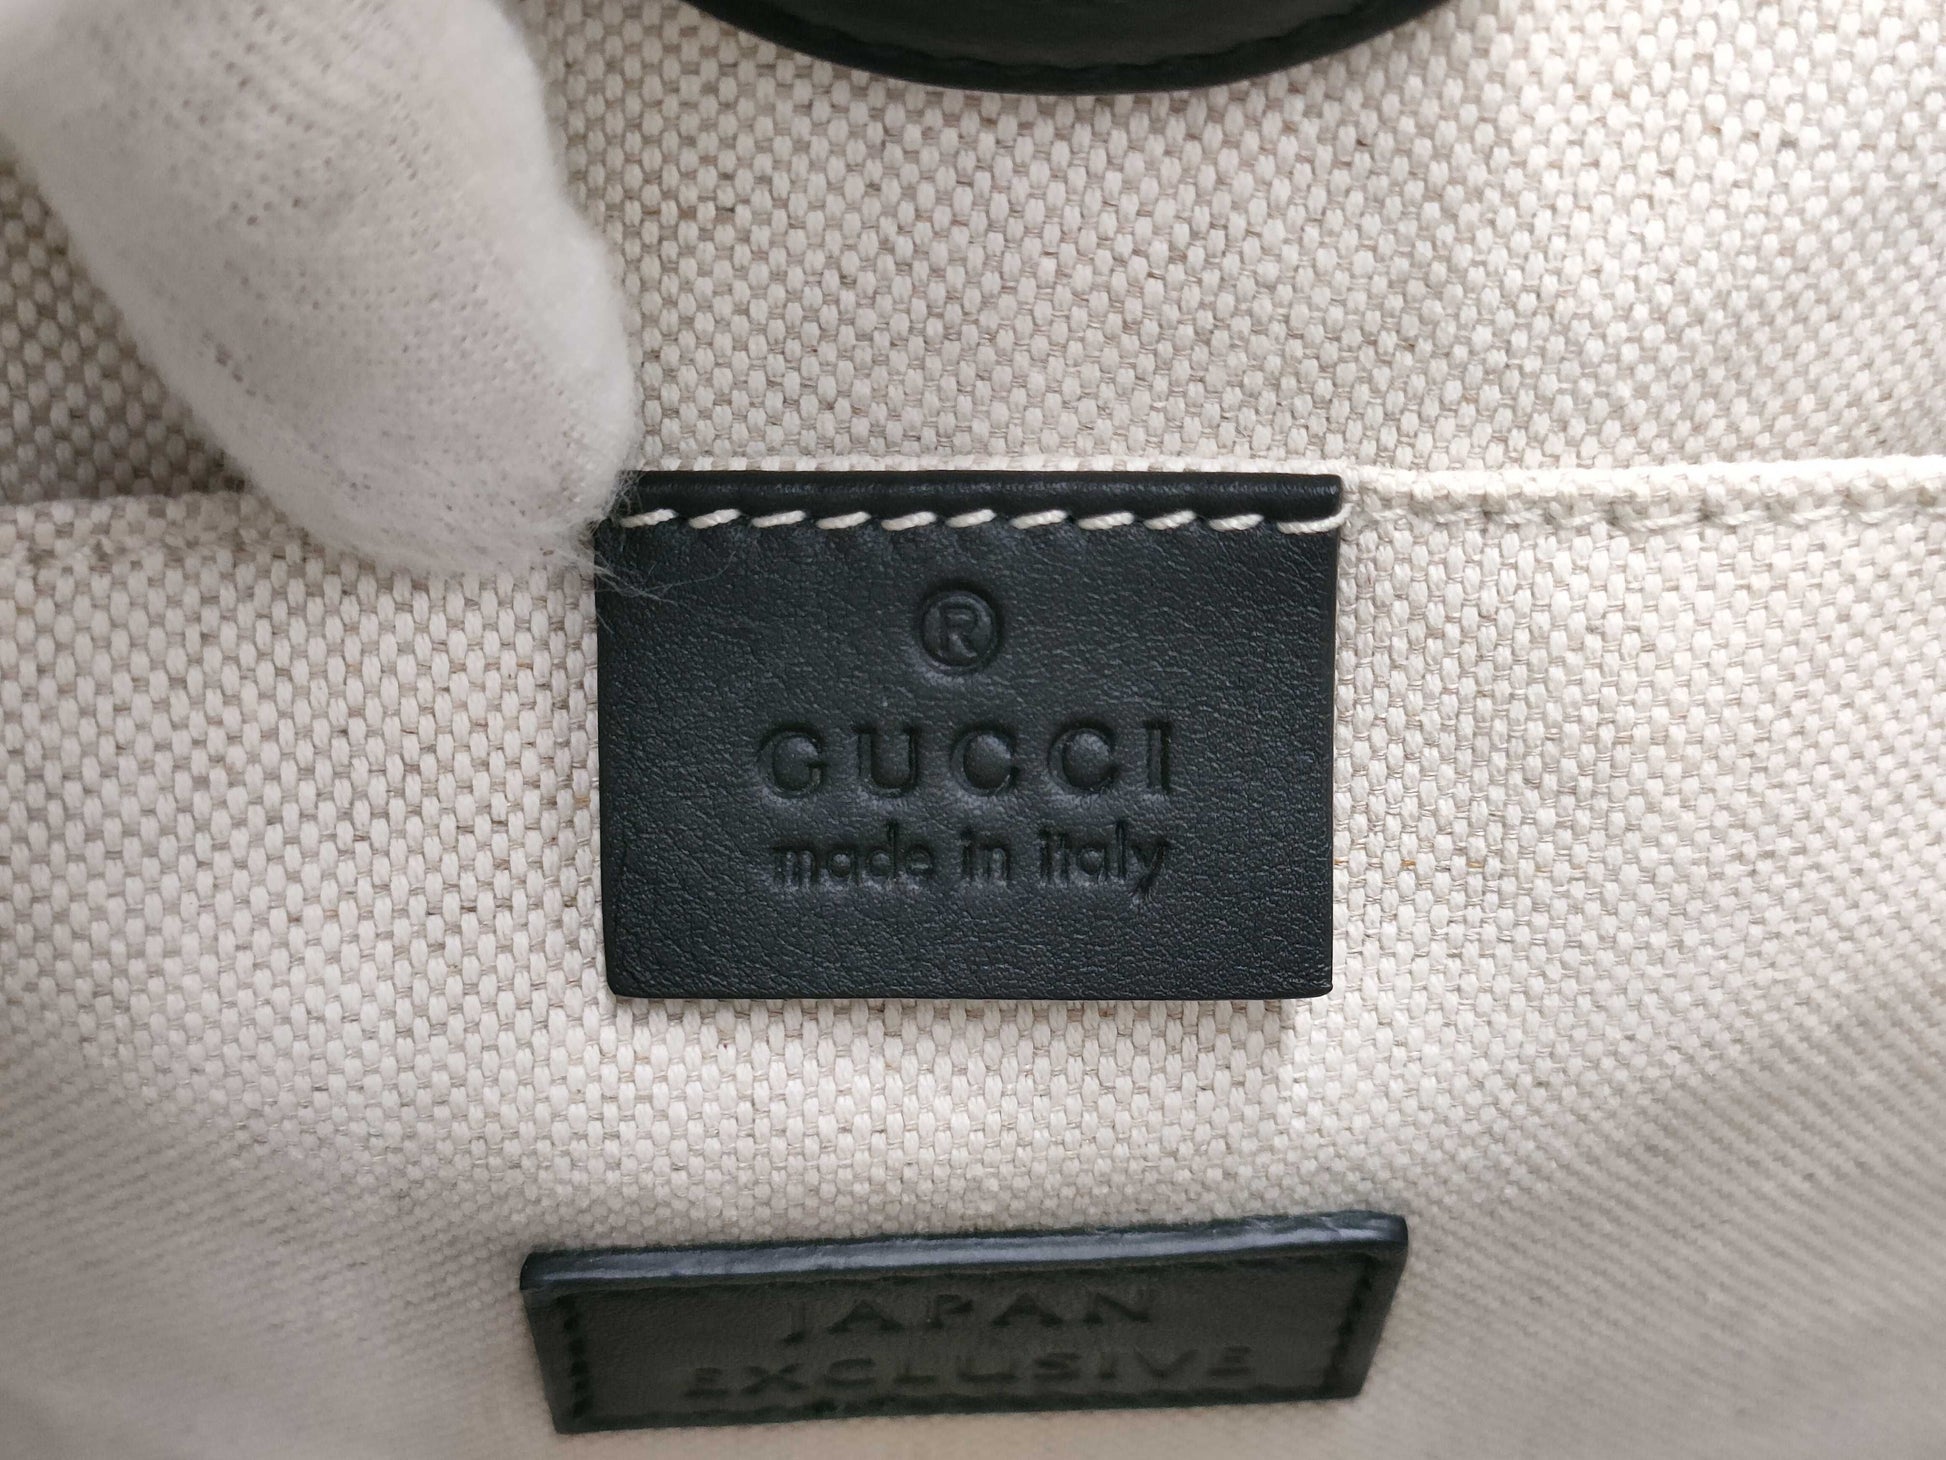 ®
GUCCI
made in italy
JAPAN
EXCLUSIVE